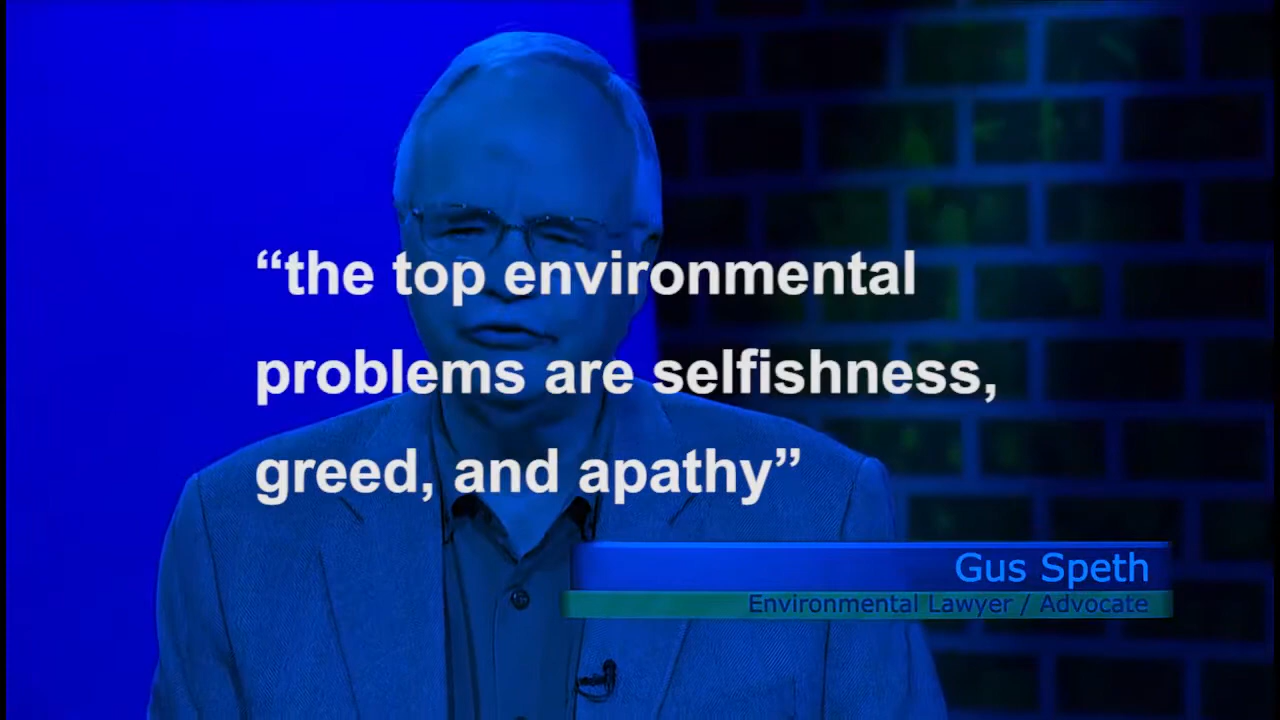 “the top environmental
problems are selfishness,
greed, and apathy”
Gus Speth
Environmental Lawyer / Advocate